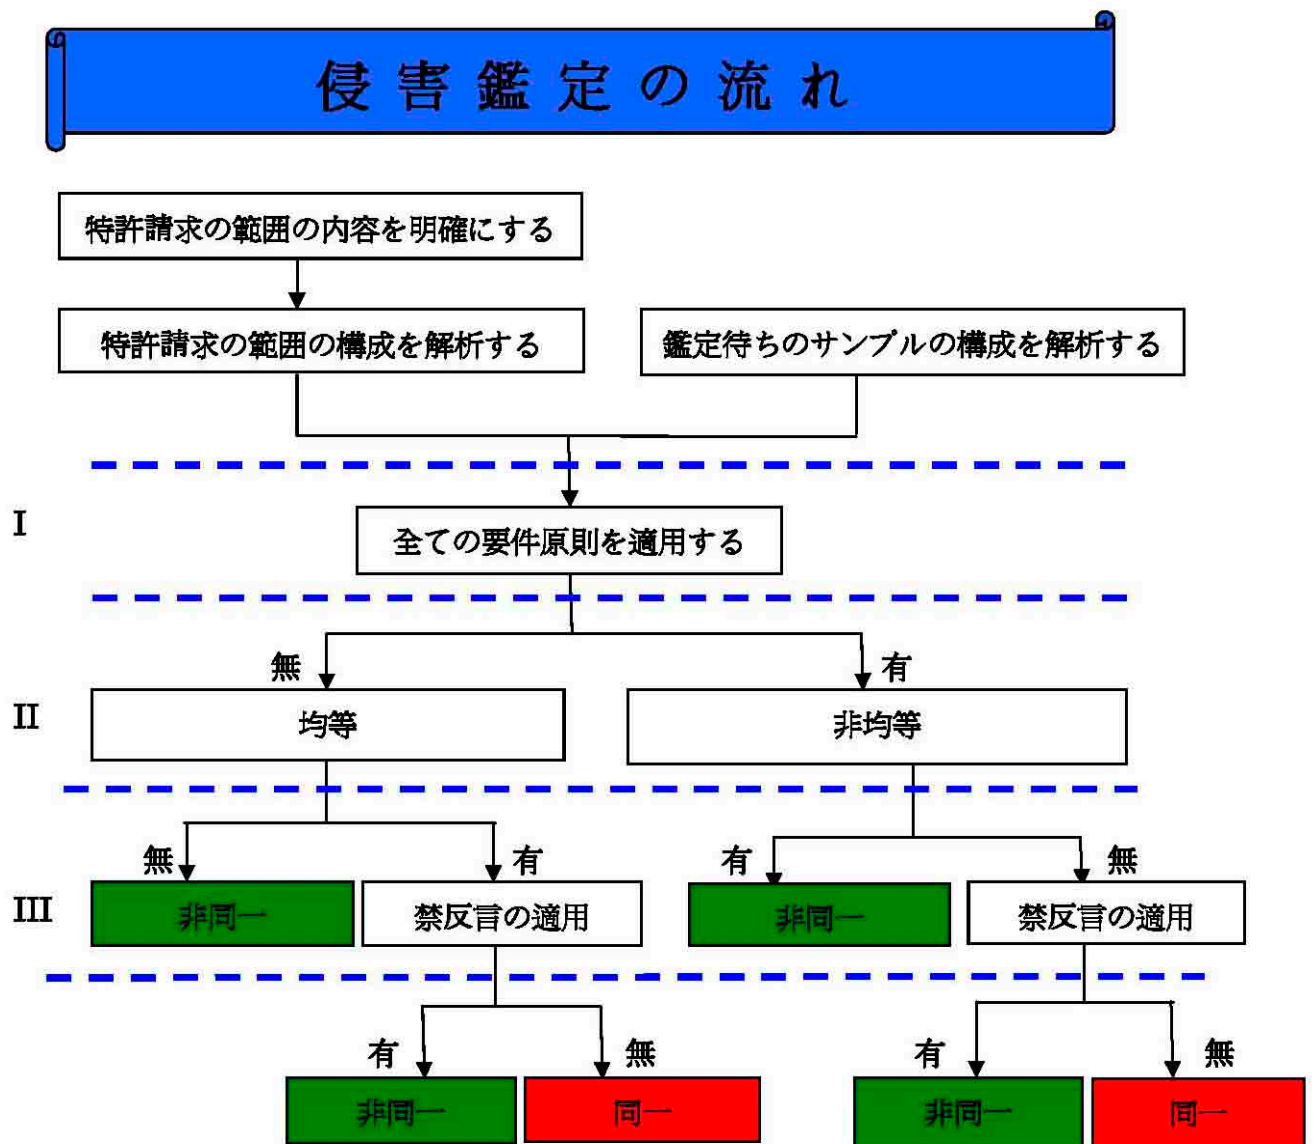 侵害鑑定の流れ
特許請求の範囲の内容を明確にする
特許請求の範囲の構成を解析する
鑑定待ちのサンプルの構成を解析する
I
全ての要件原則を適用する
無
有
II
均等
非均等
無
有
有
無
III
非同一
禁反言の適用
非同一
禁反言の適用
有
無
有
無
非同一
同一
非同一
同一